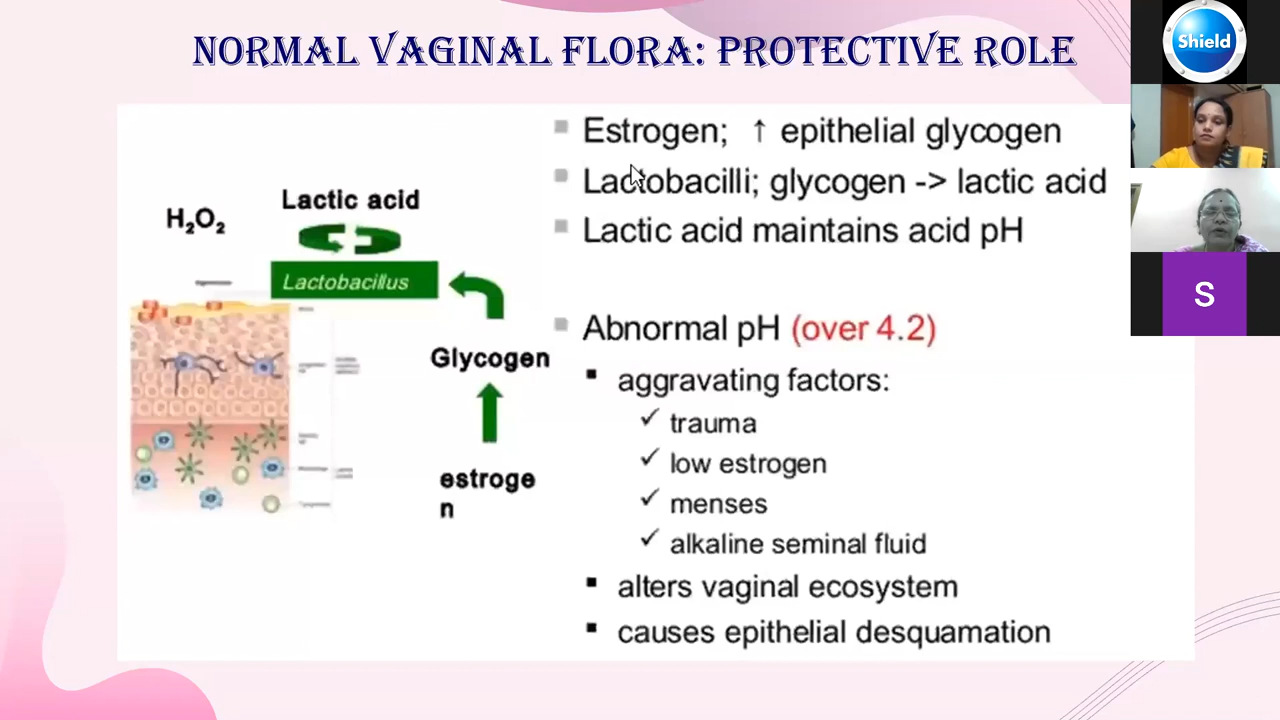 NORMAL VAGINAL FLORA: PROTECTIVE ROLE
Shield
Estrogen; ↑ epithelial glycogen
Lactobacilli; glycogen -> lactic acid
Lactic acid maintains acid pH
Abnormal pH (over 4.2)
aggravating factors:
✓ trauma
✓ low estrogen
✓ menses
✓ alkaline seminal fluid
alters vaginal ecosystem
causes epithelial desquamation
Lactic acid
H₂O₂
Lactobacillus
Glycogen
estroge
n
S